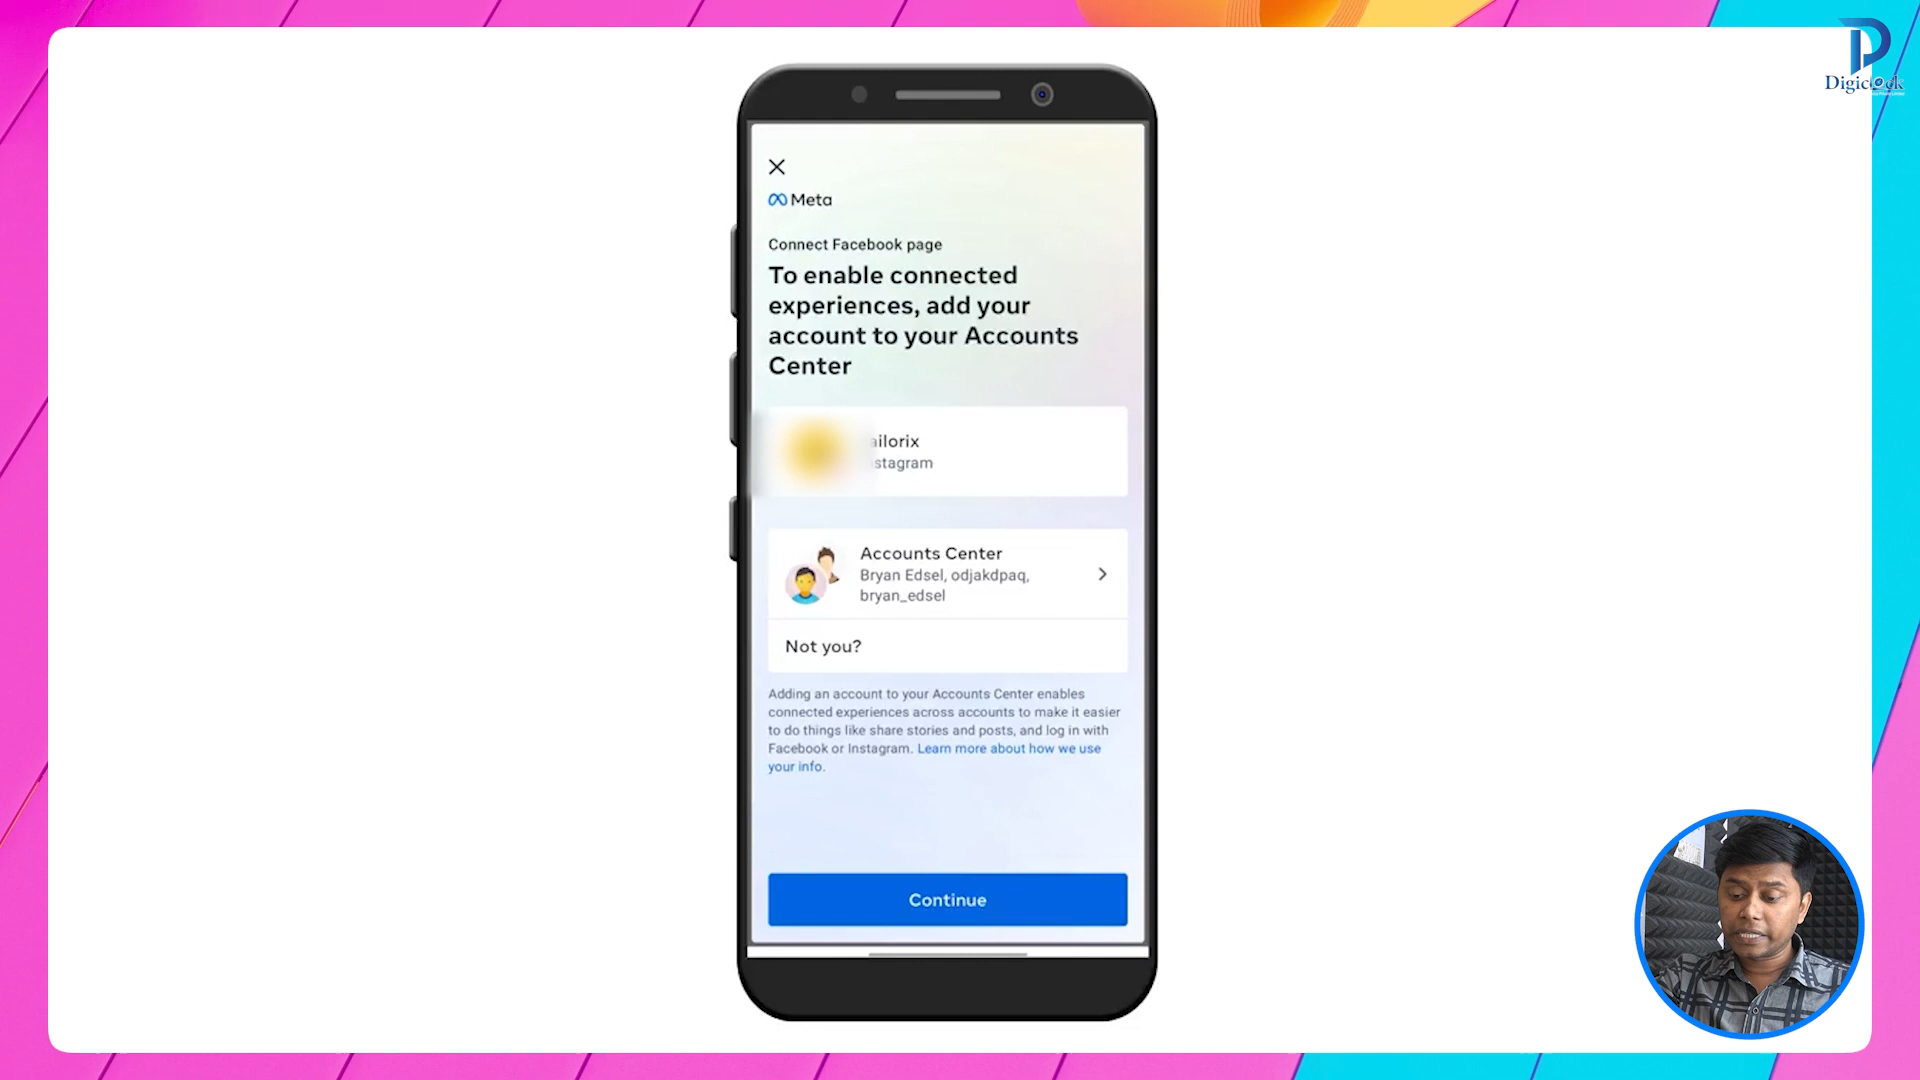 Digiclock
Meta
Connect Facebook page
To enable connected
experiences, add your
account to your Accounts
Center
ailorix
stagram
Accounts Center
Bryan Edsel, odjakdpaq,
bryan_edsel
Not you?
Adding an account to your Accounts Center enables
connected experiences across accounts to make it easier
to do things like share stories and posts, and log in with
Facebook or Instagram. Learn more about how we use
your info.
Continue